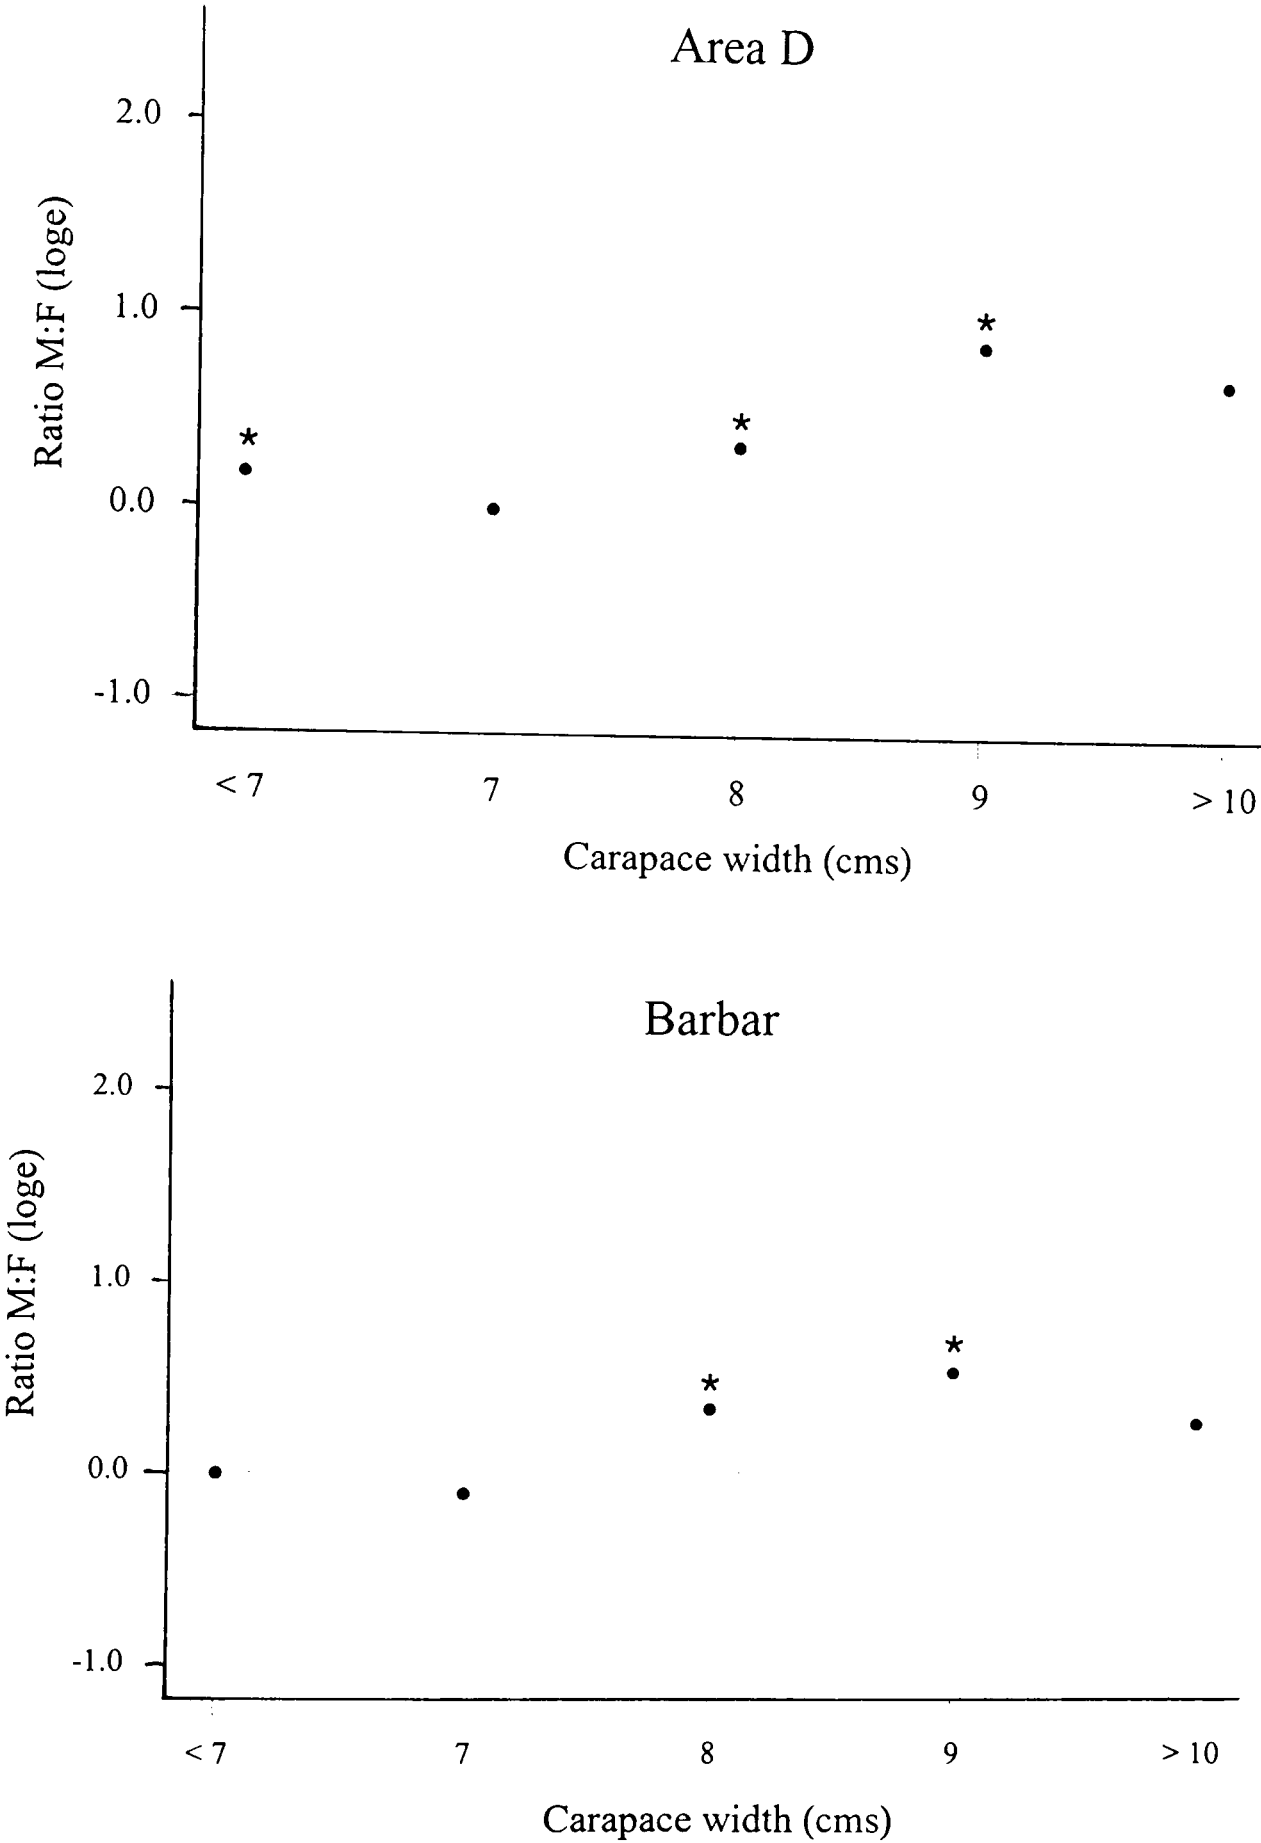 Area D
2.0
1.0
0.0
-1.0
Ratio M:F (loge)
*
*
*
< 7 7 8 9 > 10
Carapace width (cms)
Barbar
2.0
1.0
0.0
-1.0
Ratio M:F (loge)
*
*
< 7 7 8 9 > 10
Carapace width (cms)